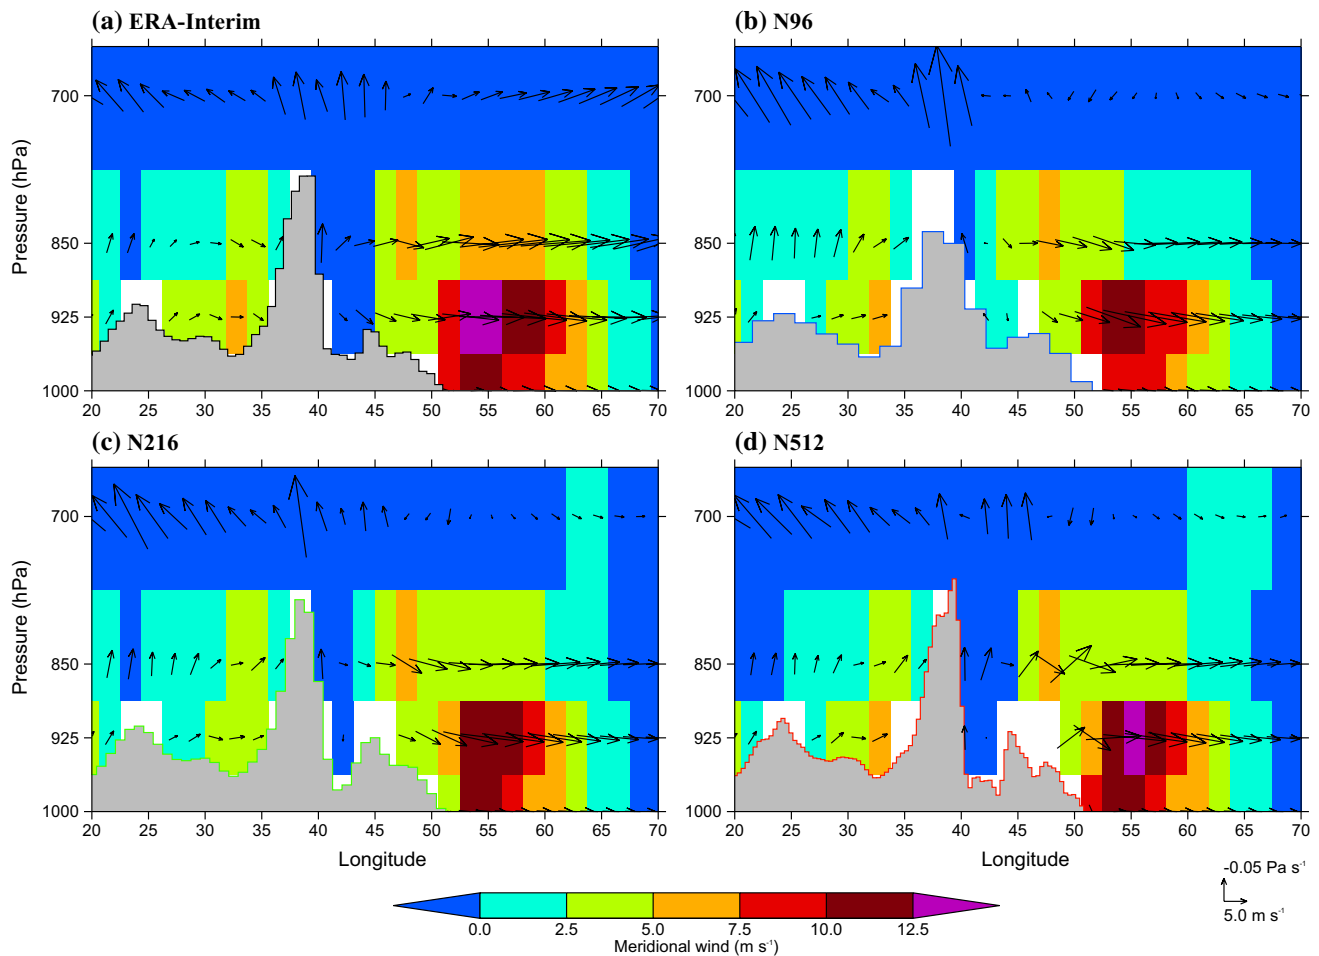 (a) ERA-Interim
(b) N96
Pressure (hPa)
700
850
925
1000
20 25 30 35 40 45 50 55 60 65 70
700
850
925
1000
20 25 30 35 40 45 50 55 60 65 70
(c) N216
(d) N512
Pressure (hPa)
700
850
925
1000
20 25 30 35 40 45 50 55 60 65 70
Longitude
700
850
925
1000
20 25 30 35 40 45 50 55 60 65 70
Longitude
-0.05 Pa s⁻¹
5.0 m s⁻¹
0.0 2.5 5.0 7.5 10.0 12.5
Meridional wind (m s⁻¹)